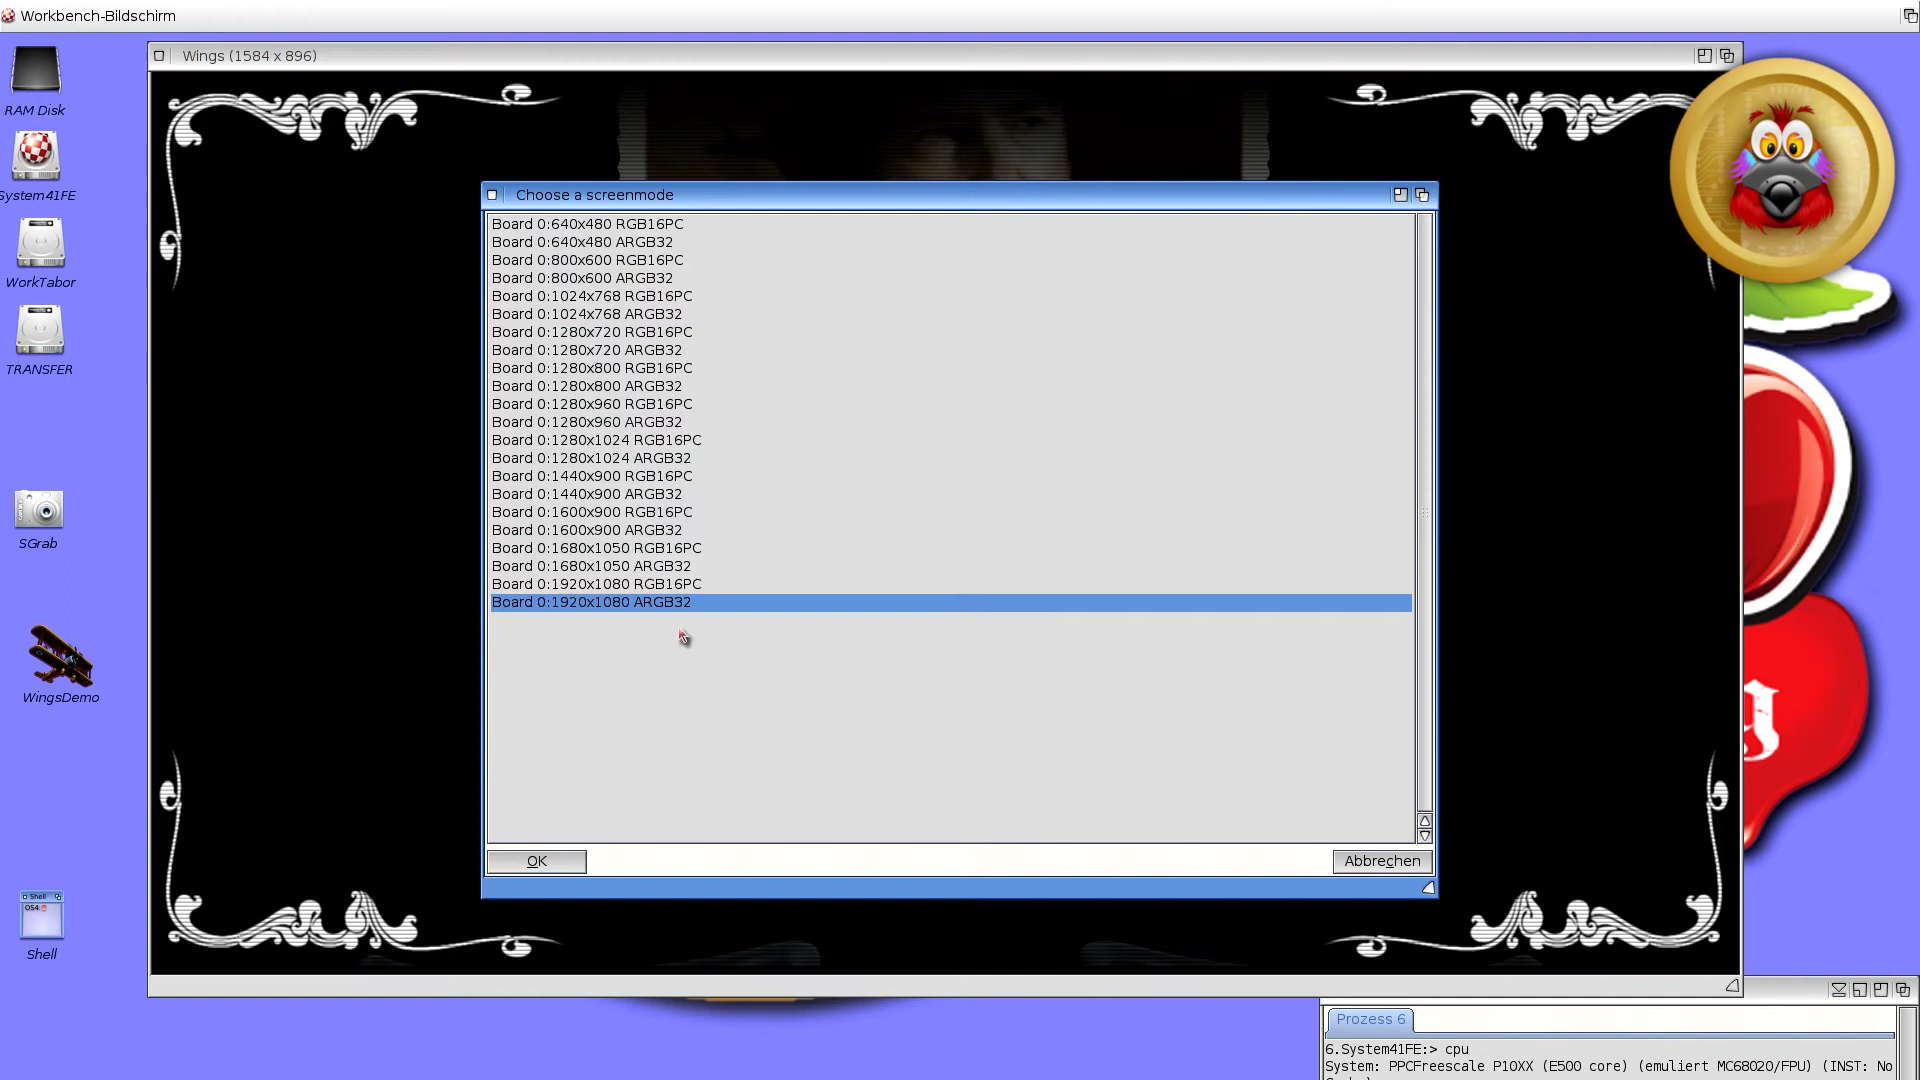 Workbench-Bildschirm
Wings (1584 x 896)
RAM Disk
System41FE
WorkTabor
TRANSFER
SGrab
WingsDemo
Shell
OS4:
Shell
Choose a screenmode
Board 0:640x480 RGB16PC
Board 0:640x480 ARGB32
Board 0:800x600 RGB16PC
Board 0:800x600 ARGB32
Board 0:1024x768 RGB16PC
Board 0:1024x768 ARGB32
Board 0:1280x720 RGB16PC
Board 0:1280x720 ARGB32
Board 0:1280x800 RGB16PC
Board 0:1280x800 ARGB32
Board 0:1280x960 RGB16PC
Board 0:1280x960 ARGB32
Board 0:1280x1024 RGB16PC
Board 0:1280x1024 ARGB32
Board 0:1440x900 RGB16PC
Board 0:1440x900 ARGB32
Board 0:1600x900 RGB16PC
Board 0:1600x900 ARGB32
Board 0:1680x1050 RGB16PC
Board 0:1680x1050 ARGB32
Board 0:1920x1080 RGB16PC
Board 0:1920x1080 ARGB32
OK
Abbrechen
Prozess 6
6.System41FE:> cpu
System: PPCFreescale P10XX (E500 core) (emuliert MC68020/FPU) (INST: No